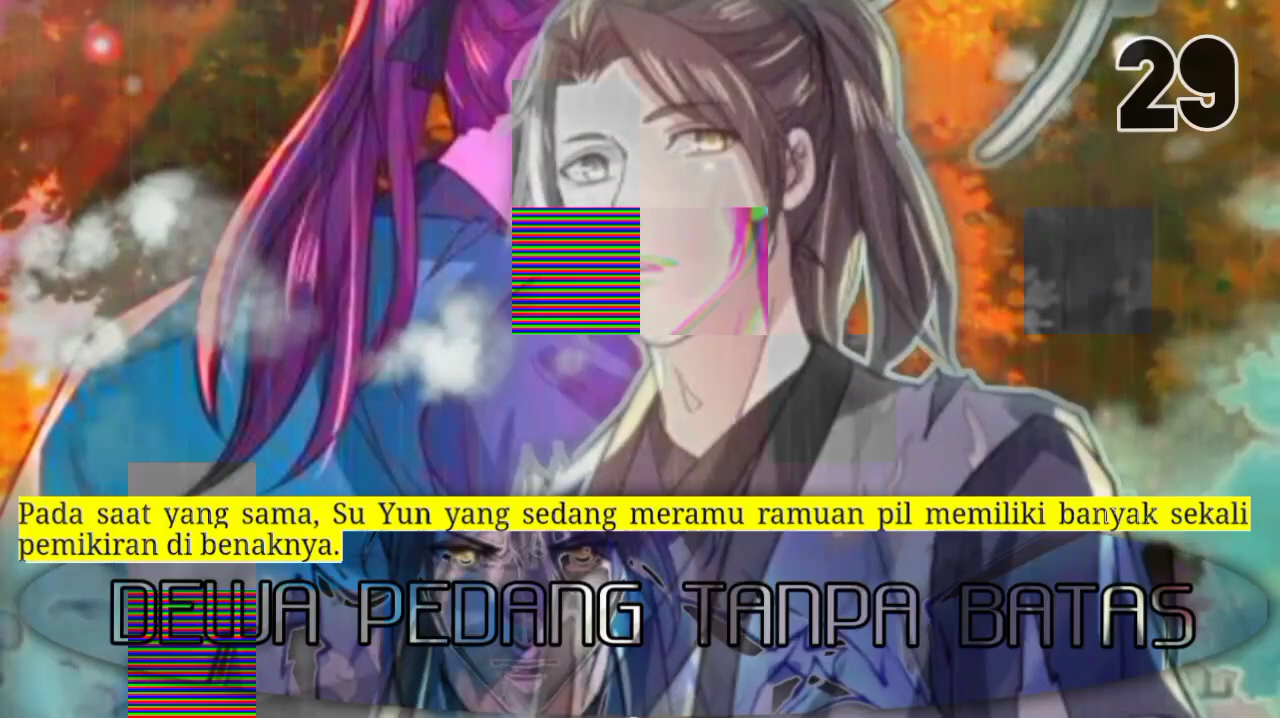 29
Pada saat yang sama, Su Yun yang sedang meramu ramuan pil memiliki banyak sekali
pemikiran di benaknya.
DEWA PEDANG TANPA BATAS